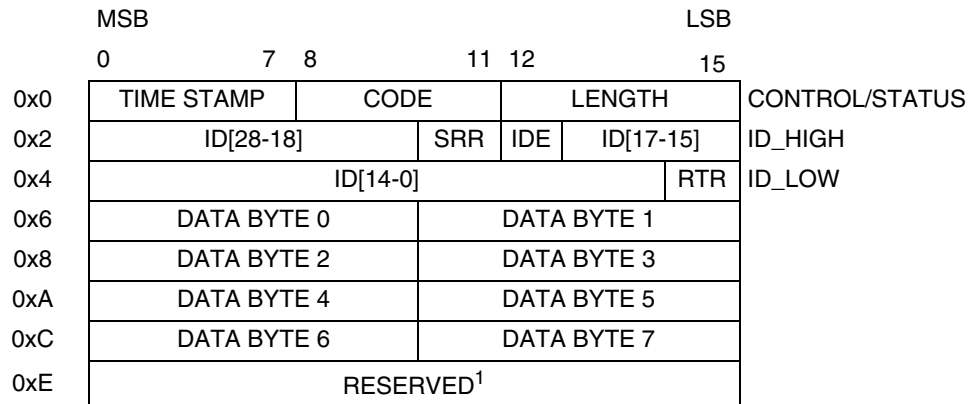 MSB LSB
0 7 8 11 12 15
0x0 TIME STAMP CODE LENGTH CONTROL/STATUS
0x2 ID[28-18] SRR IDE ID[17-15] ID_HIGH
0x4 ID[14-0] RTR ID_LOW
0x6 DATA BYTE 0 DATA BYTE 1
0x8 DATA BYTE 2 DATA BYTE 3
0xA DATA BYTE 4 DATA BYTE 5
0xC DATA BYTE 6 DATA BYTE 7
0xE RESERVED1